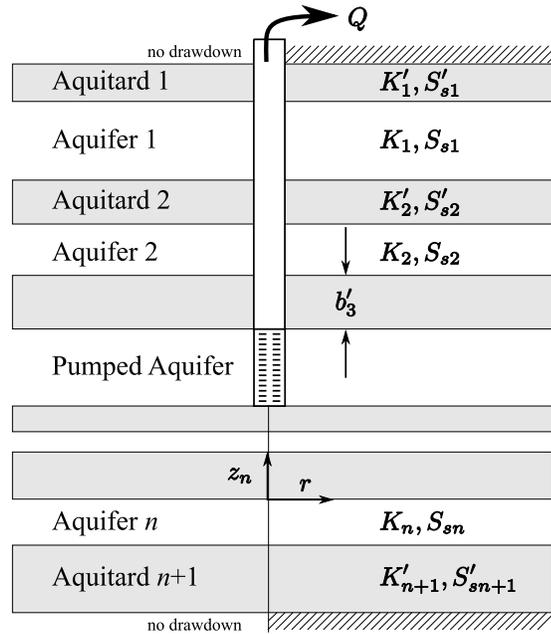 Q
no drawdown
Aquitard 1 K′₁, S′ₛ₁
Aquifer 1 K₁, Sₛ₁
Aquitard 2 K′₂, S′ₛ₂
Aquifer 2 K₂, Sₛ₂
b′₃
Pumped Aquifer
zₙ r
Aquifer n Kₙ, Sₛₙ
Aquitard n+1 K′ₙ₊₁, S′ₛₙ₊₁
no drawdown